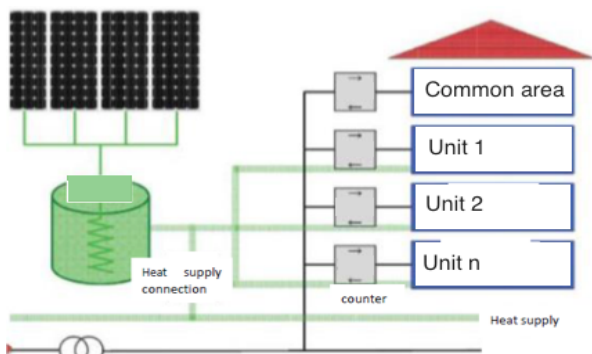 Common area
Unit 1
Unit 2
Unit n
Heat supply
connection
counter
Heat supply